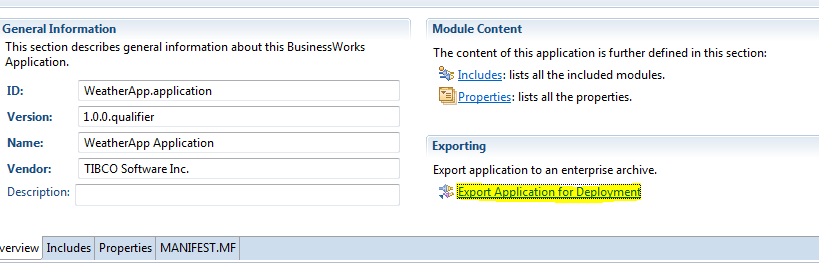 General Information
This section describes general information about this BusinessWorks
Application.
ID: WeatherApp.application
Version: 1.0.0.qualifier
Name: WeatherApp Application
Vendor: TIBCO Software Inc.
Description:
Module Content
The content of this application is further defined in this section:
Includes: lists all the included modules.
Properties: lists all the properties.
Exporting
Export application to an enterprise archive.
Export Application for Deployment
verview Includes Properties MANIFEST.MF